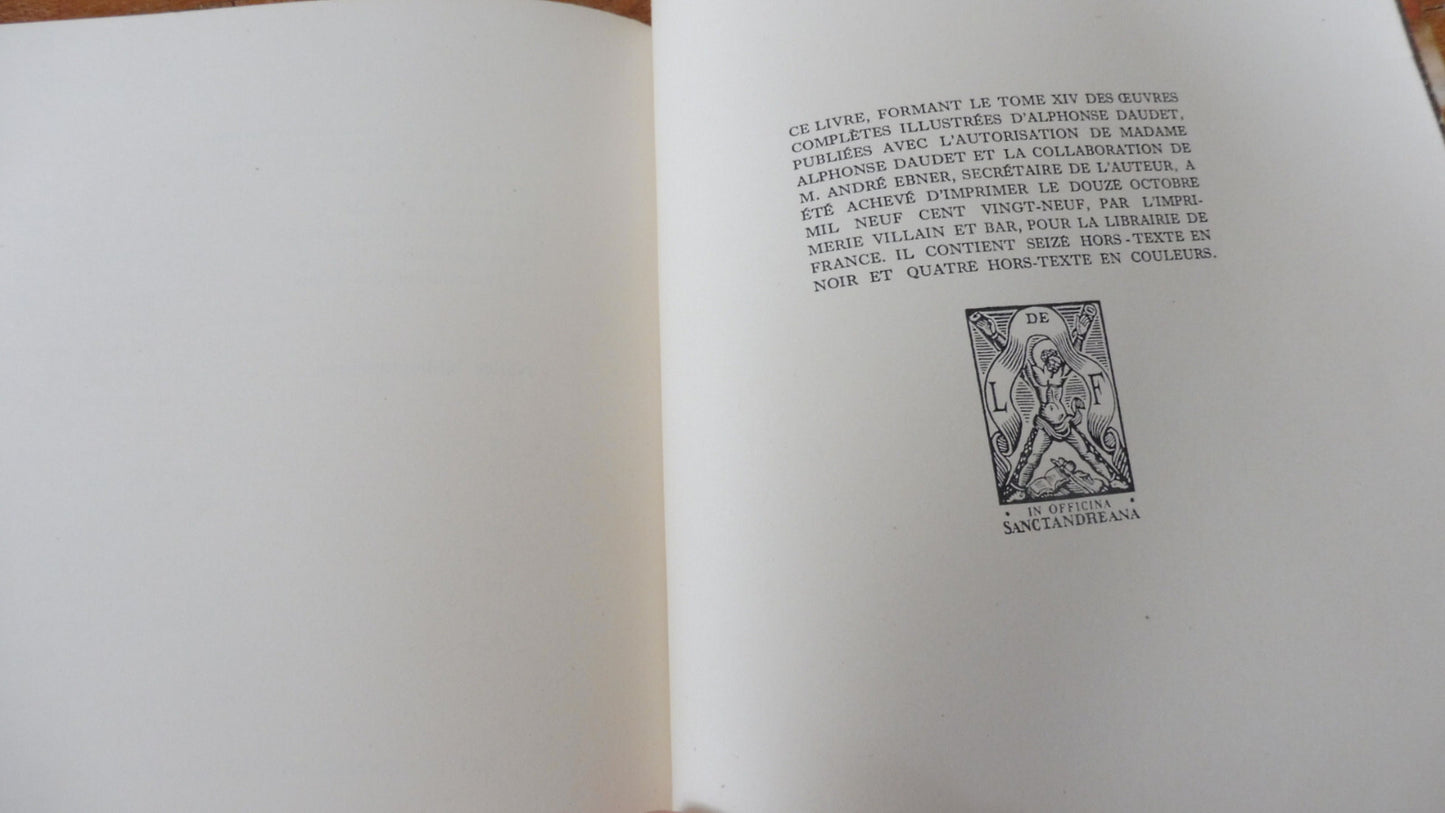 CE LIVRE, FORMANT LE TOME XIV DES ŒUVRES
COMPLÈTES ILLUSTRÉES D'ALPHONSE DAUDET,
PUBLIÉES AVEC L'AUTORISATION DE MADAME
ALPHONSE DAUDET ET LA COLLABORATION DE
M. ANDRÉ EBNER, SECRÉTAIRE DE L'AUTEUR, A
ÉTÉ ACHEVÉ D'IMPRIMER LE DOUZE OCTOBRE
MIL NEUF CENT VINGT-NEUF, PAR L'IMPRI-
MERIE VILLAIN ET BAR, POUR LA LIBRAIRIE DE
FRANCE. IL CONTIENT SEIZE HORS-TEXTE EN
NOIR ET QUATRE HORS-TEXTE EN COULEURS.
DE
L F
• IN OFFICINA •
SANCTANDREANA